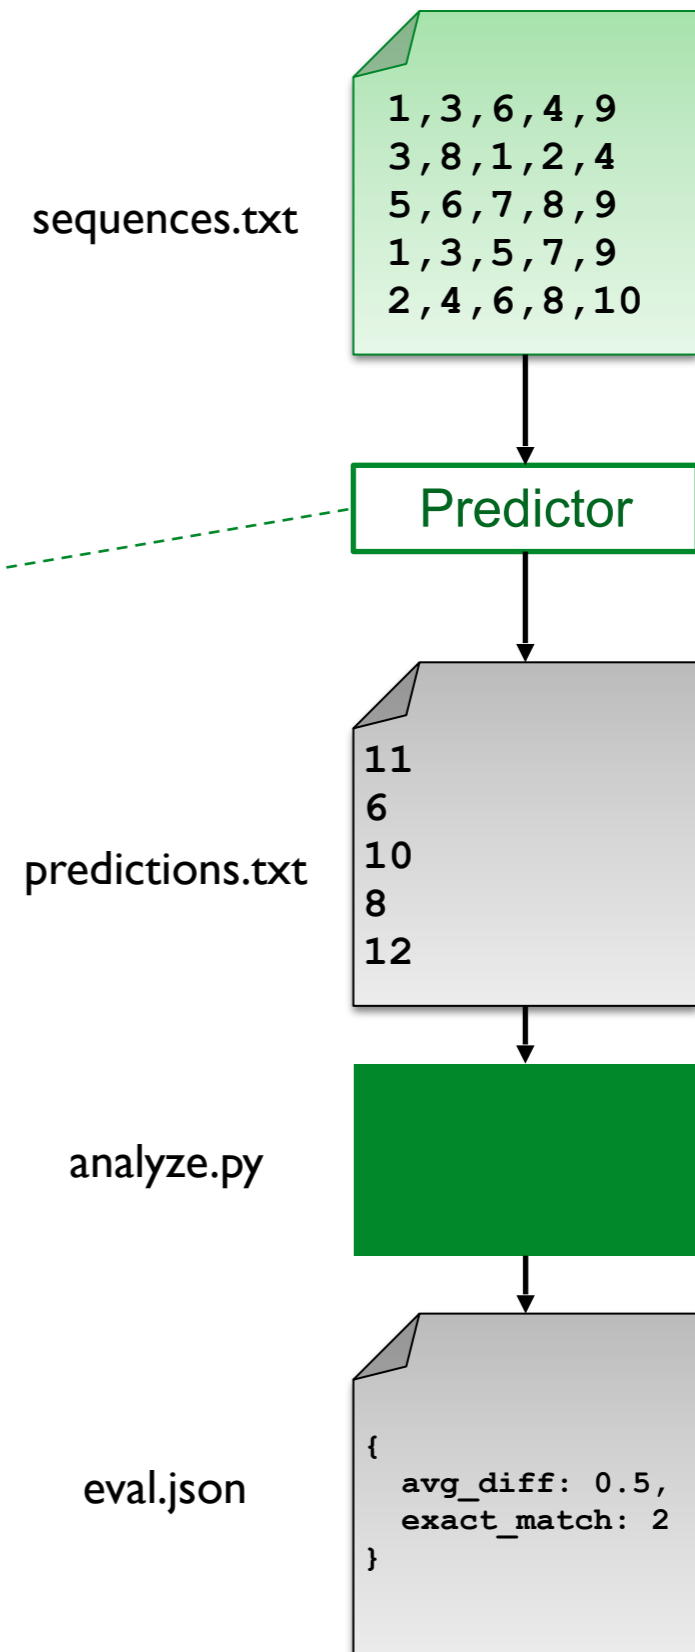 sequences.txt
1,3,6,4,9
3,8,1,2,4
5,6,7,8,9
1,3,5,7,9
2,4,6,8,10
Predictor
predictions.txt
11
6
10
8
12
analyze.py
eval.json
{
avg_diff: 0.5,
exact_match: 2
}